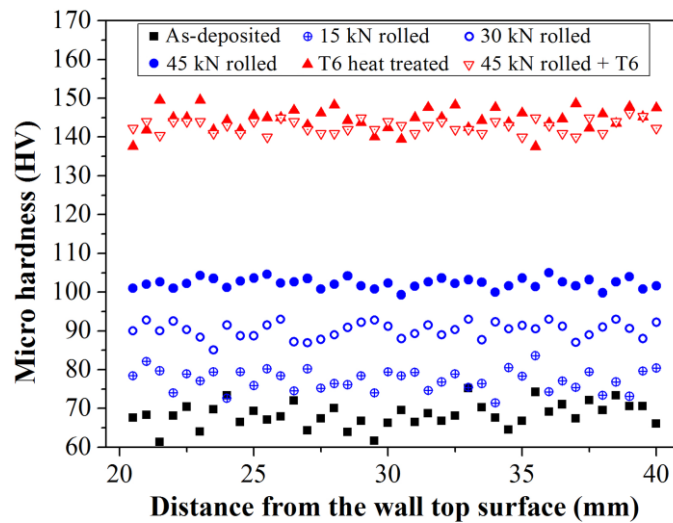 170
160
150
140
130
120
110
100
90
80
70
60
Micro hardness (HV)
As-deposited 15 kN rolled 30 kN rolled
45 kN rolled T6 heat treated 45 kN rolled + T6
20 25 30 35 40
Distance from the wall top surface (mm)